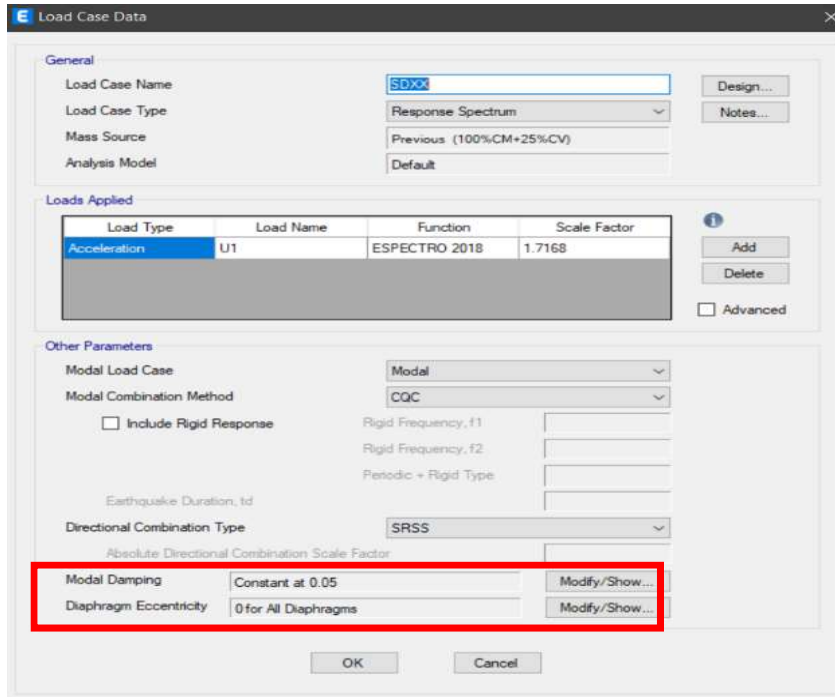 E Load Case Data
General
Load Case Name SDXX Design...
Load Case Type Response Spectrum Notes...
Mass Source Previous (100%CM+25%CV)
Analysis Model Default
Loads Applied
Load Type Load Name Function Scale Factor
Acceleration U1 ESPECTRO 2018 1.7168 Add
Delete
Advanced
Other Parameters
Modal Load Case Modal
Modal Combination Method CQC
Include Rigid Response Rigid Frequency, f1
Rigid Frequency, f2
Periodic + Rigid Type
Earthquake Duration, td
Directional Combination Type SRSS
Absolute Directional Combination Scale Factor
Modal Damping Constant at 0.05 Modify/Show...
Diaphragm Eccentricity 0 for All Diaphragms Modify/Show...
OK Cancel